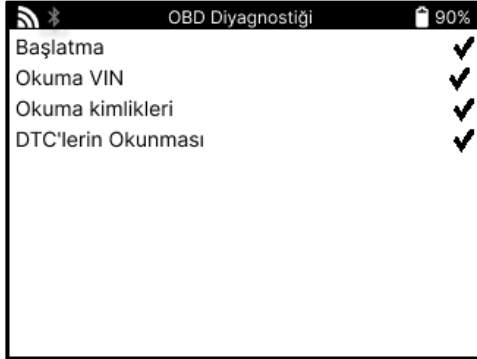 OBD Diyagnostiği 90%
Başlatma
Okuma VIN
Okuma kimlikleri
DTC'lerin Okunması